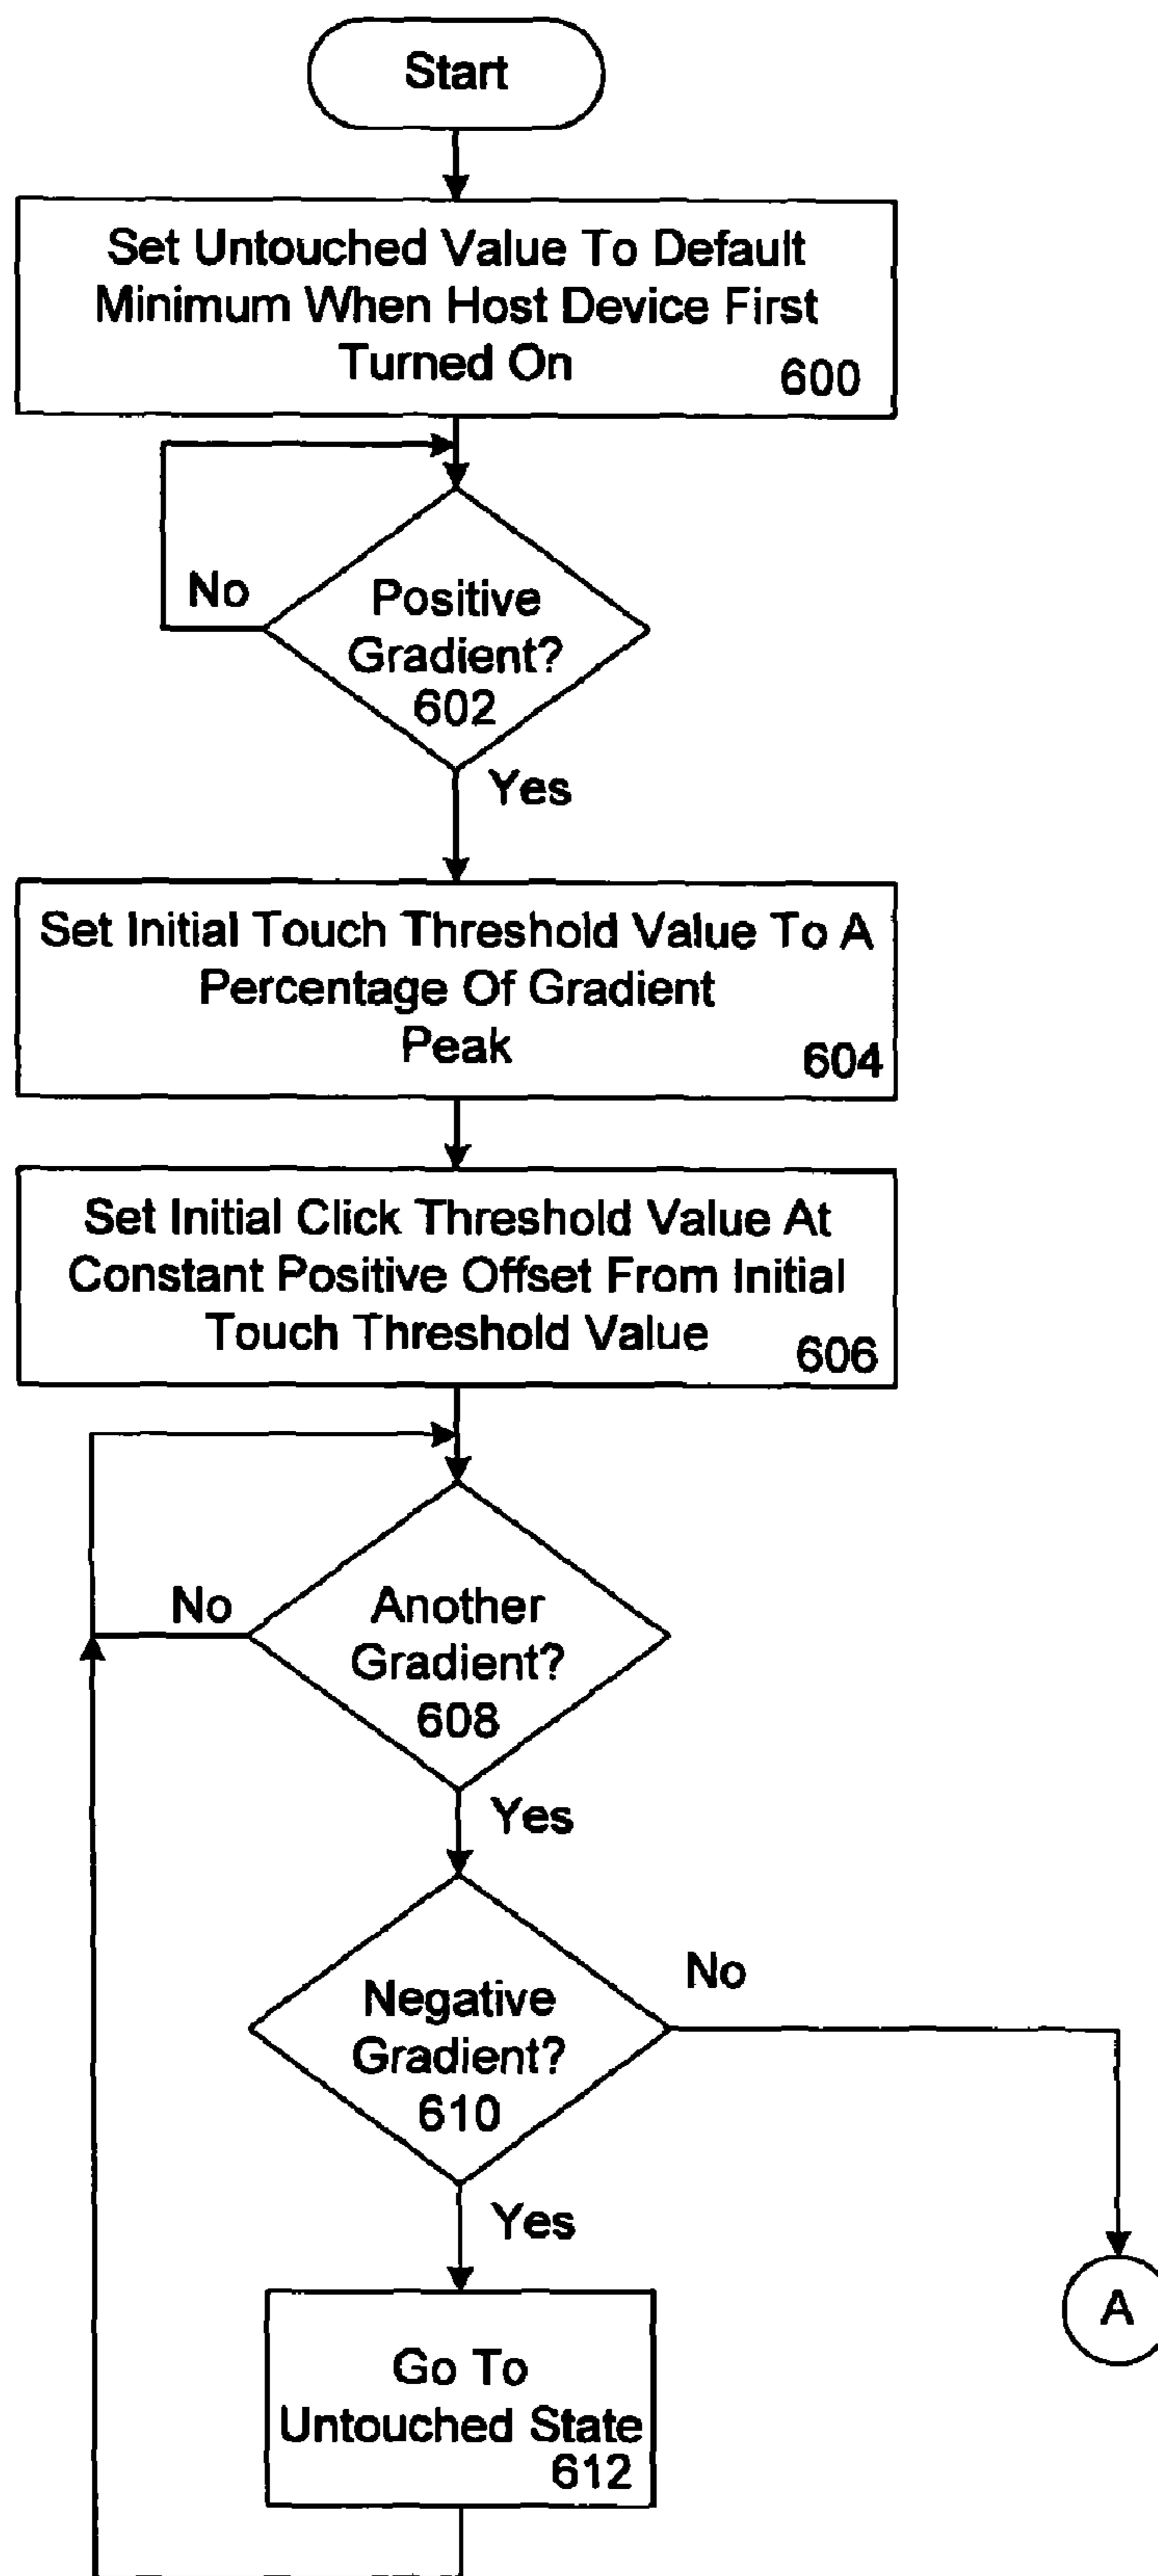 Start
Set Untouched Value To Default
Minimum When Host Device First
Turned On
600
No
Positive
Gradient?
602
Yes
Set Initial Touch Threshold Value To A
Percentage Of Gradient
Peak
604
Set Initial Click Threshold Value At
Constant Positive Offset From Initial
Touch Threshold Value
606
No
Another
Gradient?
608
Yes
No
Negative
Gradient?
610
Yes
A
Go To
Untouched State
612